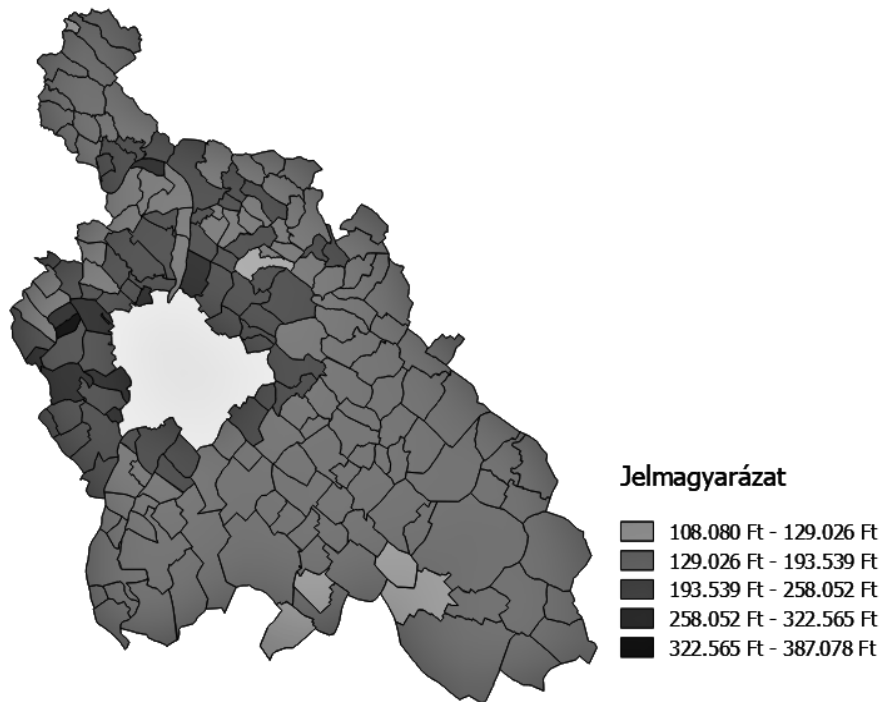 Jelmagyarázat
108.080 Ft - 129.026 Ft
129.026 Ft - 193.539 Ft
193.539 Ft - 258.052 Ft
258.052 Ft - 322.565 Ft
322.565 Ft - 387.078 Ft